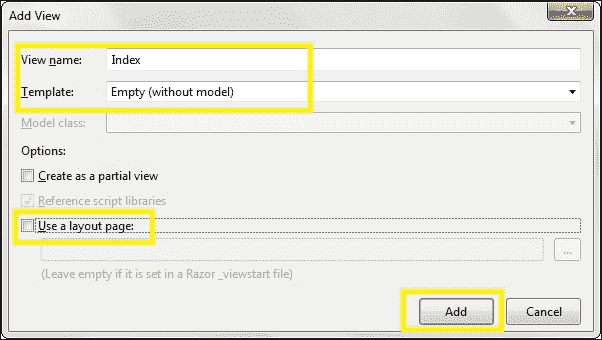 Add View
View name: Index
Template: Empty (without model)
Model class:
Options:
Create as a partial view
Reference script libraries
Use a layout page:
...
(Leave empty if it is set in a Razor _viewstart file)
Add Cancel